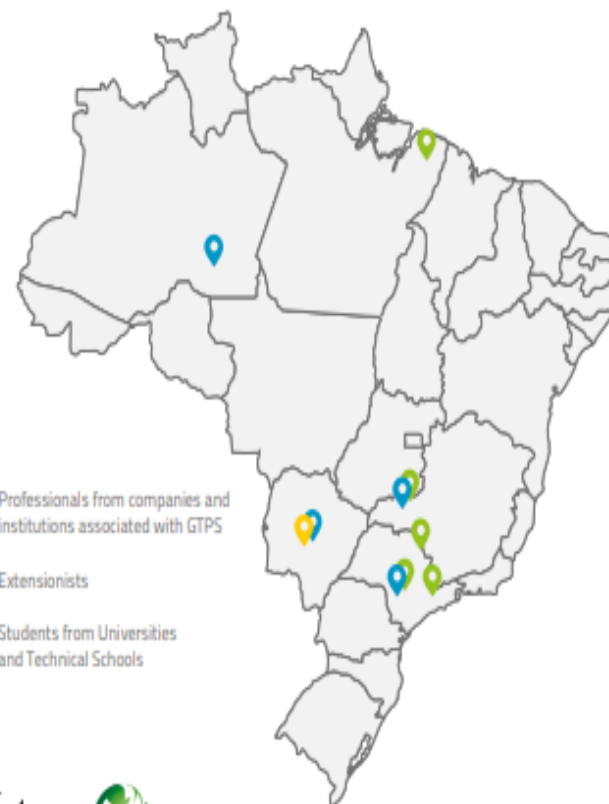 Professionals from companies and
institutions associated with GTPS
Extensionists
Students from Universities
and Technical Schools